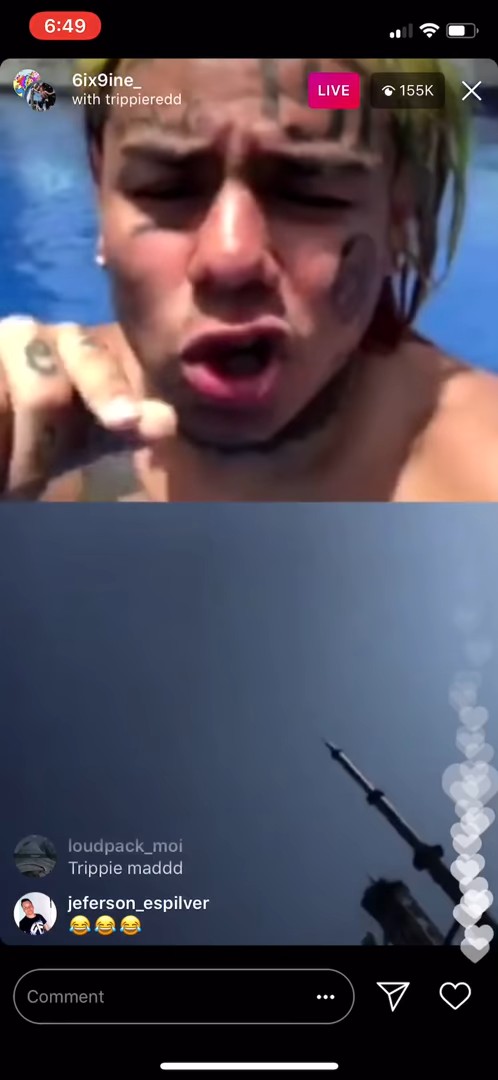 6:49
6ix9ine_
with trippieredd
LIVE
155K
loudpack_moi
Trippie maddd
jeferson_espilver
😂😂😂
Comment